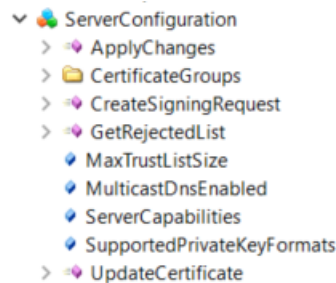 ServerConfiguration
ApplyChanges
CertificateGroups
CreateSigningRequest
GetRejectedList
MaxTrustListSize
MulticastDnsEnabled
ServerCapabilities
SupportedPrivateKeyFormats
UpdateCertificate